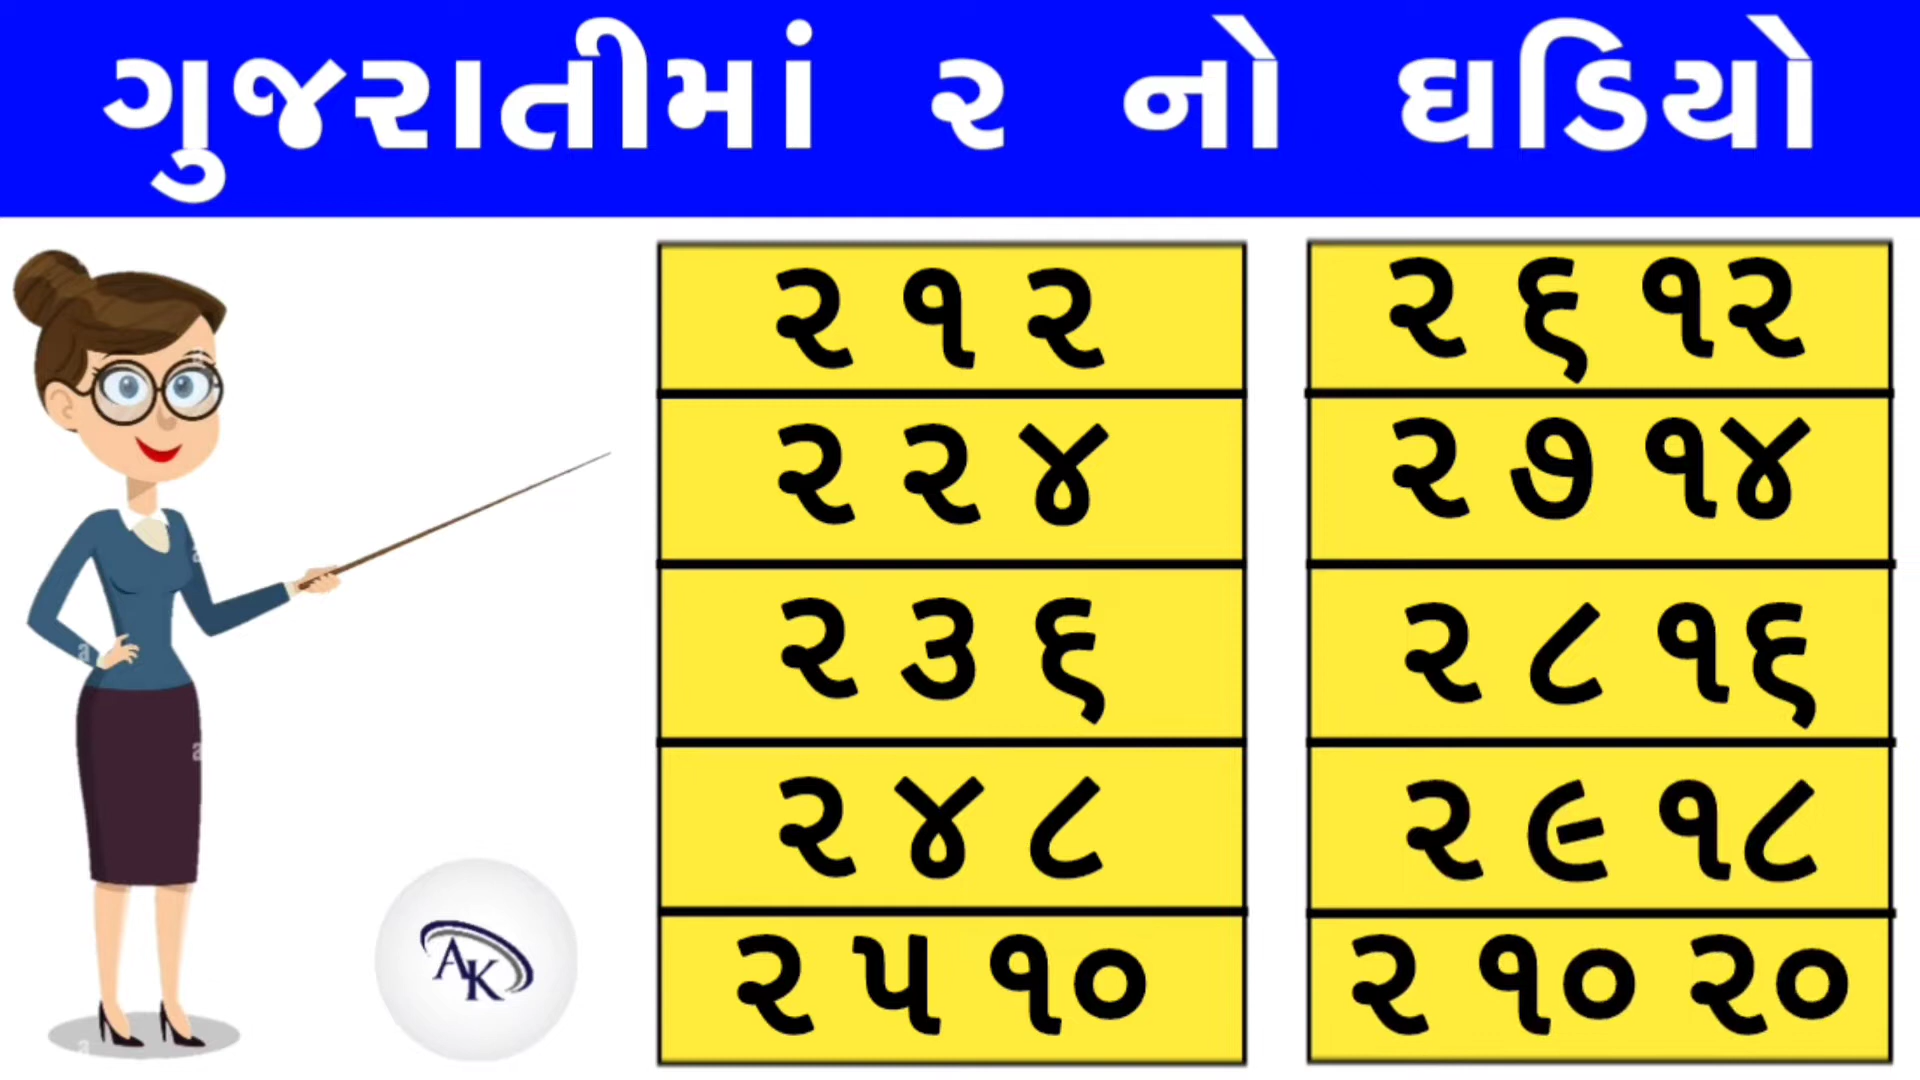 ગુજરાતીમાં ૨ નો ઘડિયો
૨ ૧ ૨
૨ ૨ ૪
૨ ૩ ૬
૨ ૪ ૮
૨ ૫ ૧૦
૨ ૬ ૧૨
૨ ૭ ૧૪
૨ ૮ ૧૬
૨ ૯ ૧૮
૨ ૧૦ ૨૦
AK
a
a
a
a
a